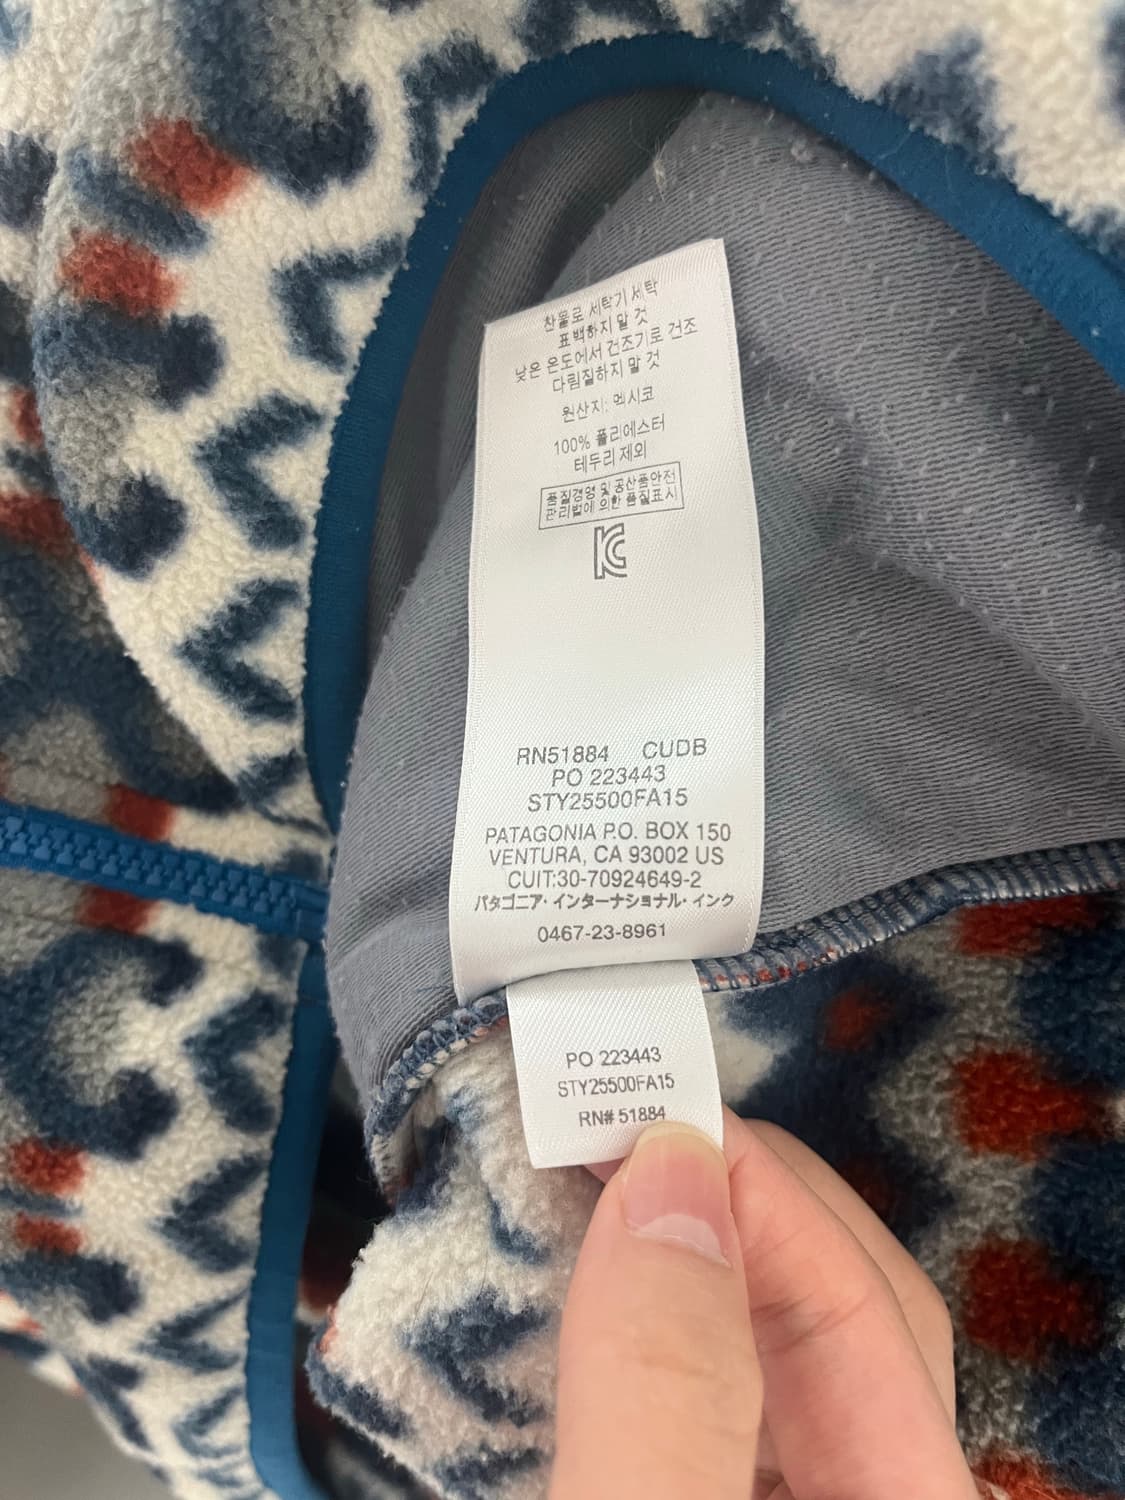 찬물로 세탁기 세탁
표백하지 말 것
낮은 온도에서 건조기로 건조
다림질하지 말 것
원산지: 멕시코
100% 폴리에스터
테두리 제외
품질경영 및 공산품안전
관리법에 의한 품질표시
KC
RN51884 CUDB
PO 223443
STY25500FA15
PATAGONIA P.O. BOX 150
VENTURA, CA 93002 US
CUIT:30-70924649-2
パタゴニア・インターナショナル・インク
0467-23-8961
PO 223443
STY25500FA15
RN# 51884